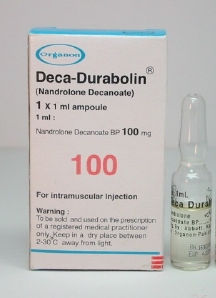 Organon
Deca-Durabolin®
(Nandrolone Decanoate)
1 X 1 ml ampoule
1 ml :
Nandrolone Decanoate BP 100 mg
100
For intramuscular Injection
Warning :
To be sold and used on the prescription
of a registered medical practitioner
only. Keep in a dry place between
2-30 C away from light.
1mL
Deca Durabol